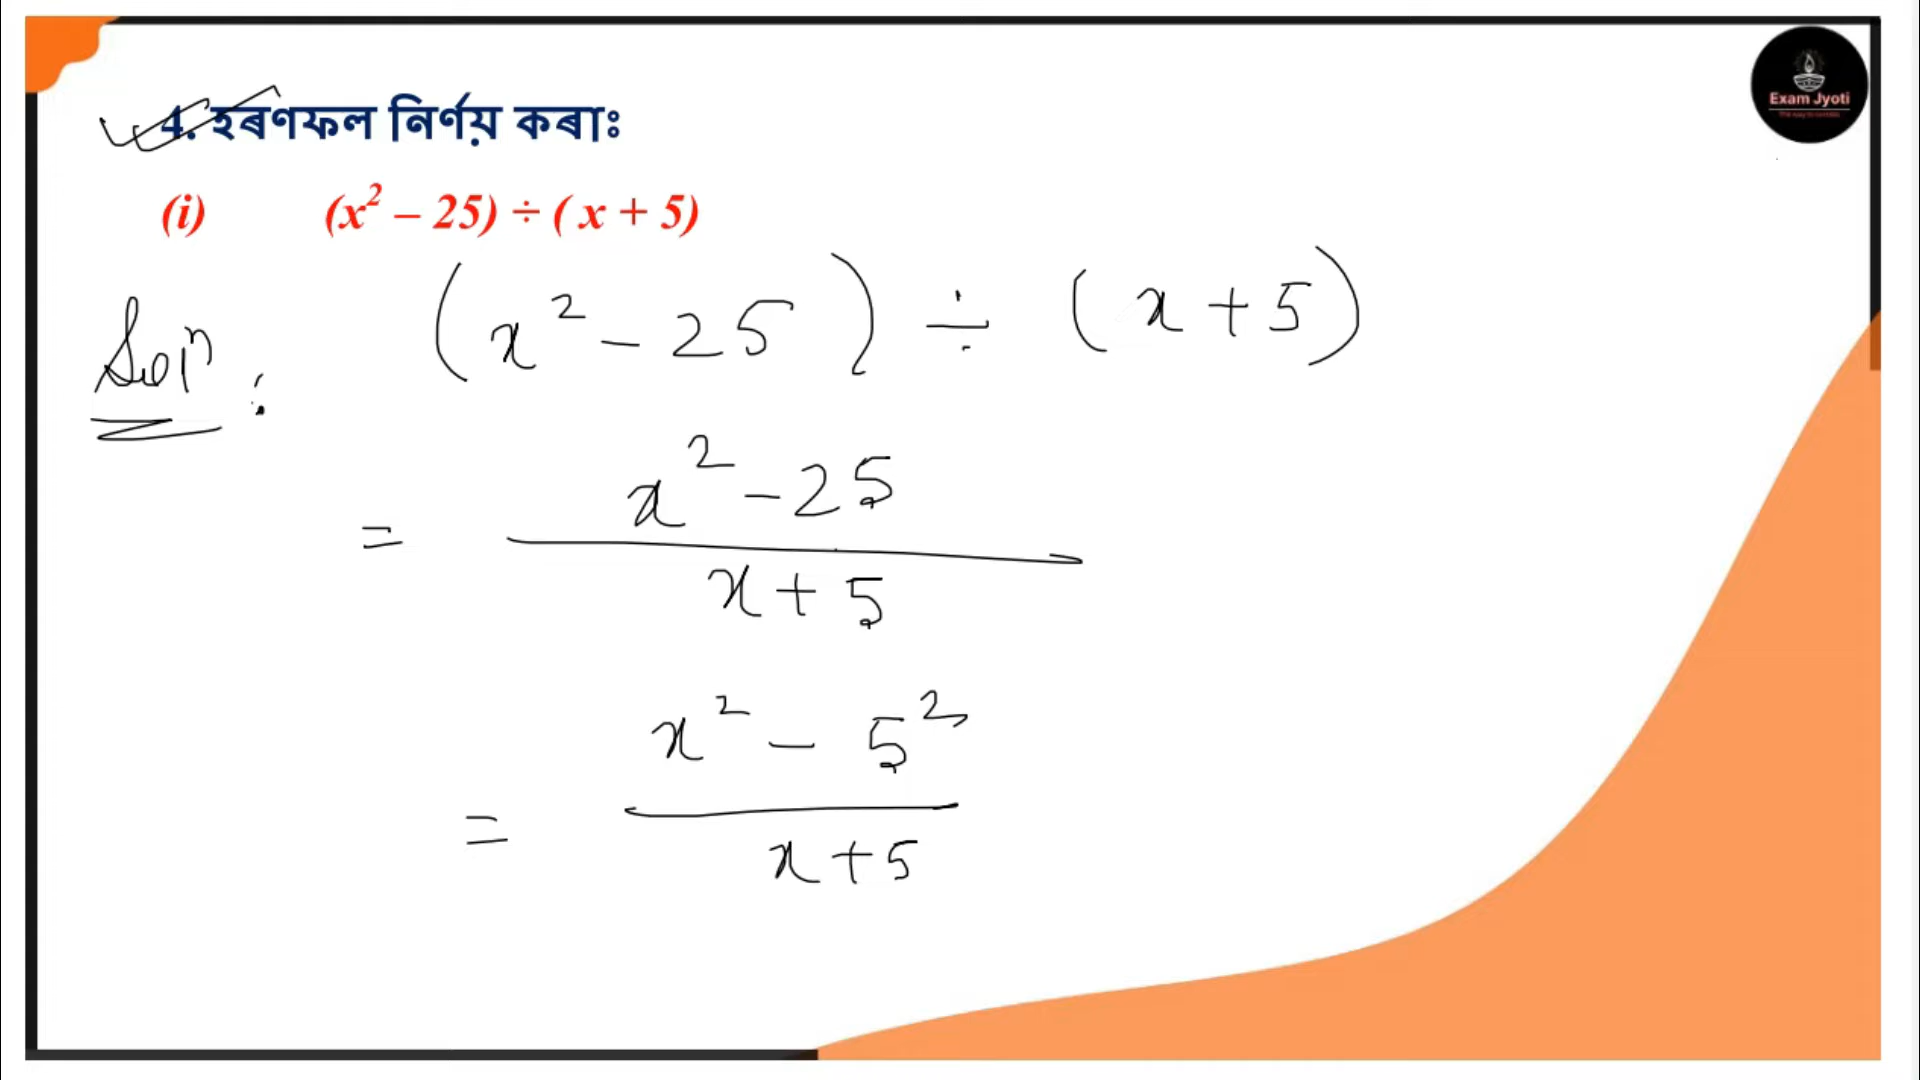 4. হৰণফল নিৰ্ণয় কৰাঃ
Exam Jyoti
(i) (x² – 25) ÷ ( x + 5)
Solⁿ : (x² – 25) ÷ (x + 5)
= x² – 25 / x + 5
= x² – 5² / x + 5